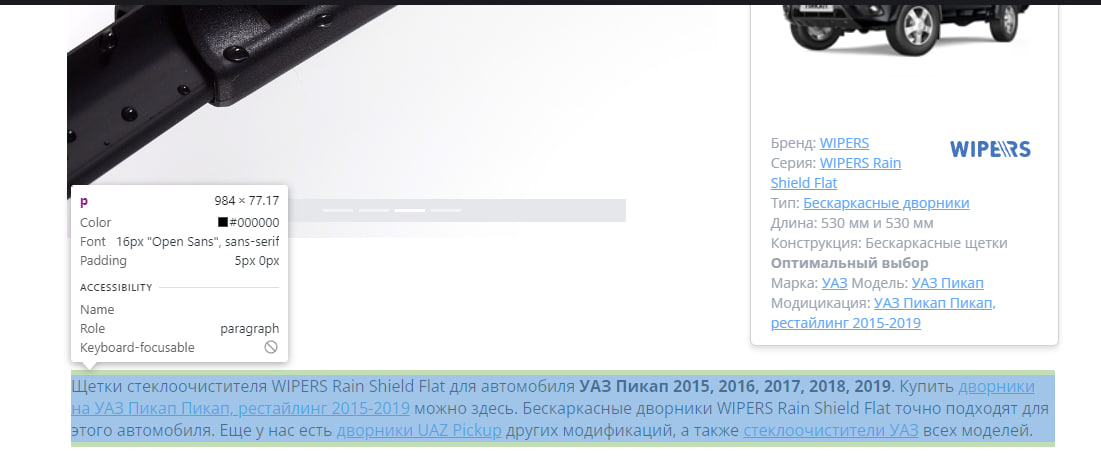 ПИКАП
Бренд: WIPERS
WIPERS
Серия: WIPERS Rain
Shield Flat
Тип: Бескаркасные дворники
Длина: 530 мм и 530 мм
Конструкция: Бескаркасные щетки
Оптимальный выбор
Марка: УАЗ Модель: УАЗ Пикап
Модицикация: УАЗ Пикап Пикап,
рестайлинг 2015-2019
p 984 × 77.17
Color #000000
Font 16px "Open Sans", sans-serif
Padding 5px 0px
ACCESSIBILITY
Name
Role paragraph
Keyboard-focusable
Щетки стеклоочистителя WIPERS Rain Shield Flat для автомобиля УАЗ Пикап 2015, 2016, 2017, 2018, 2019. Купить дворники
на УАЗ Пикап Пикап, рестайлинг 2015-2019 можно здесь. Бескаркасные дворники WIPERS Rain Shield Flat точно подходят для
этого автомобиля. Еще у нас есть дворники UAZ Pickup других модификаций, а также стеклоочистители УАЗ всех моделей.